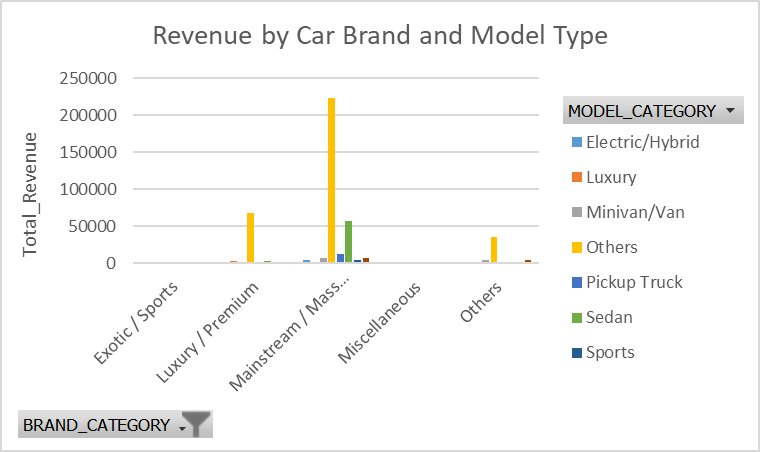 Revenue by Car Brand and Model Type
250000
200000
150000
100000
50000
0
Total_Revenue
Exotic / Sports
Luxury / Premium
Mainstream / Mass...
Miscellaneous
Others
MODEL_CATEGORY
Electric/Hybrid
Luxury
Minivan/Van
Others
Pickup Truck
Sedan
Sports
BRAND_CATEGORY